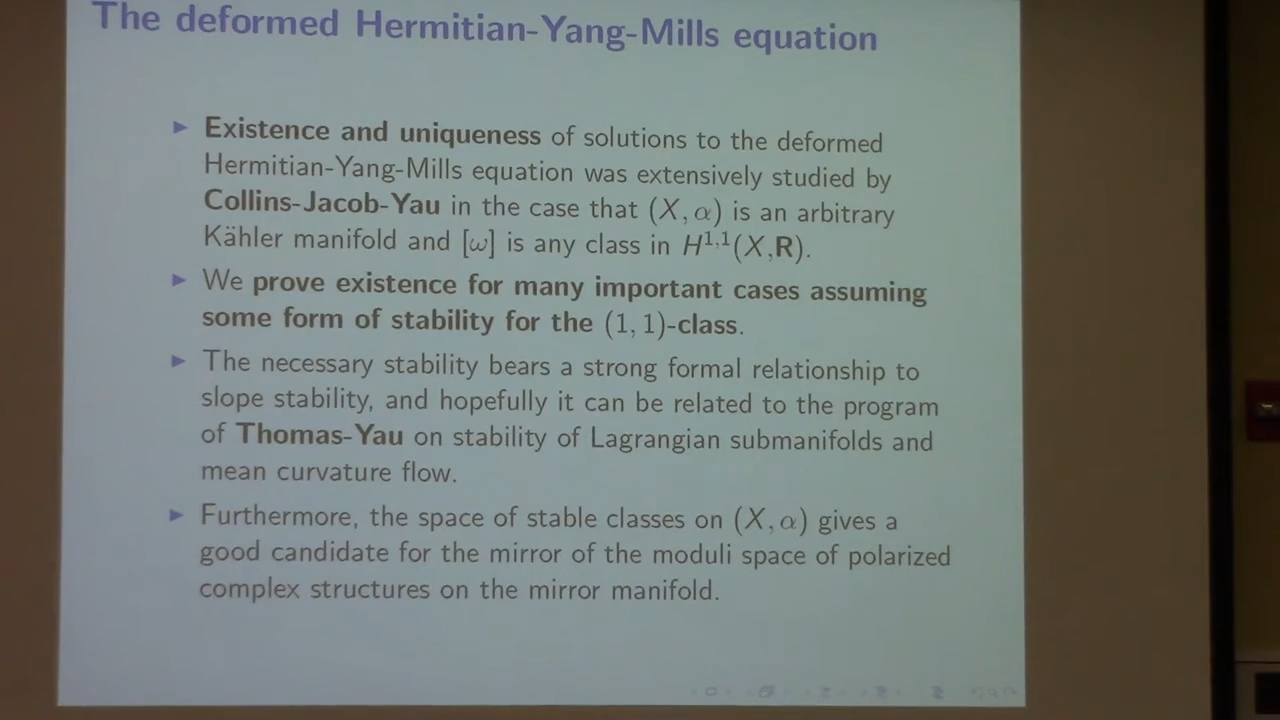 The deformed Hermitian-Yang-Mills equation
▶ Existence and uniqueness of solutions to the deformed
Hermitian-Yang-Mills equation was extensively studied by
Collins-Jacob-Yau in the case that (X, α) is an arbitrary
Kähler manifold and [ω] is any class in H^{1,1}(X,R).
▶ We prove existence for many important cases assuming
some form of stability for the (1, 1)-class.
▶ The necessary stability bears a strong formal relationship to
slope stability, and hopefully it can be related to the program
of Thomas-Yau on stability of Lagrangian submanifolds and
mean curvature flow.
▶ Furthermore, the space of stable classes on (X, α) gives a
good candidate for the mirror of the moduli space of polarized
complex structures on the mirror manifold.